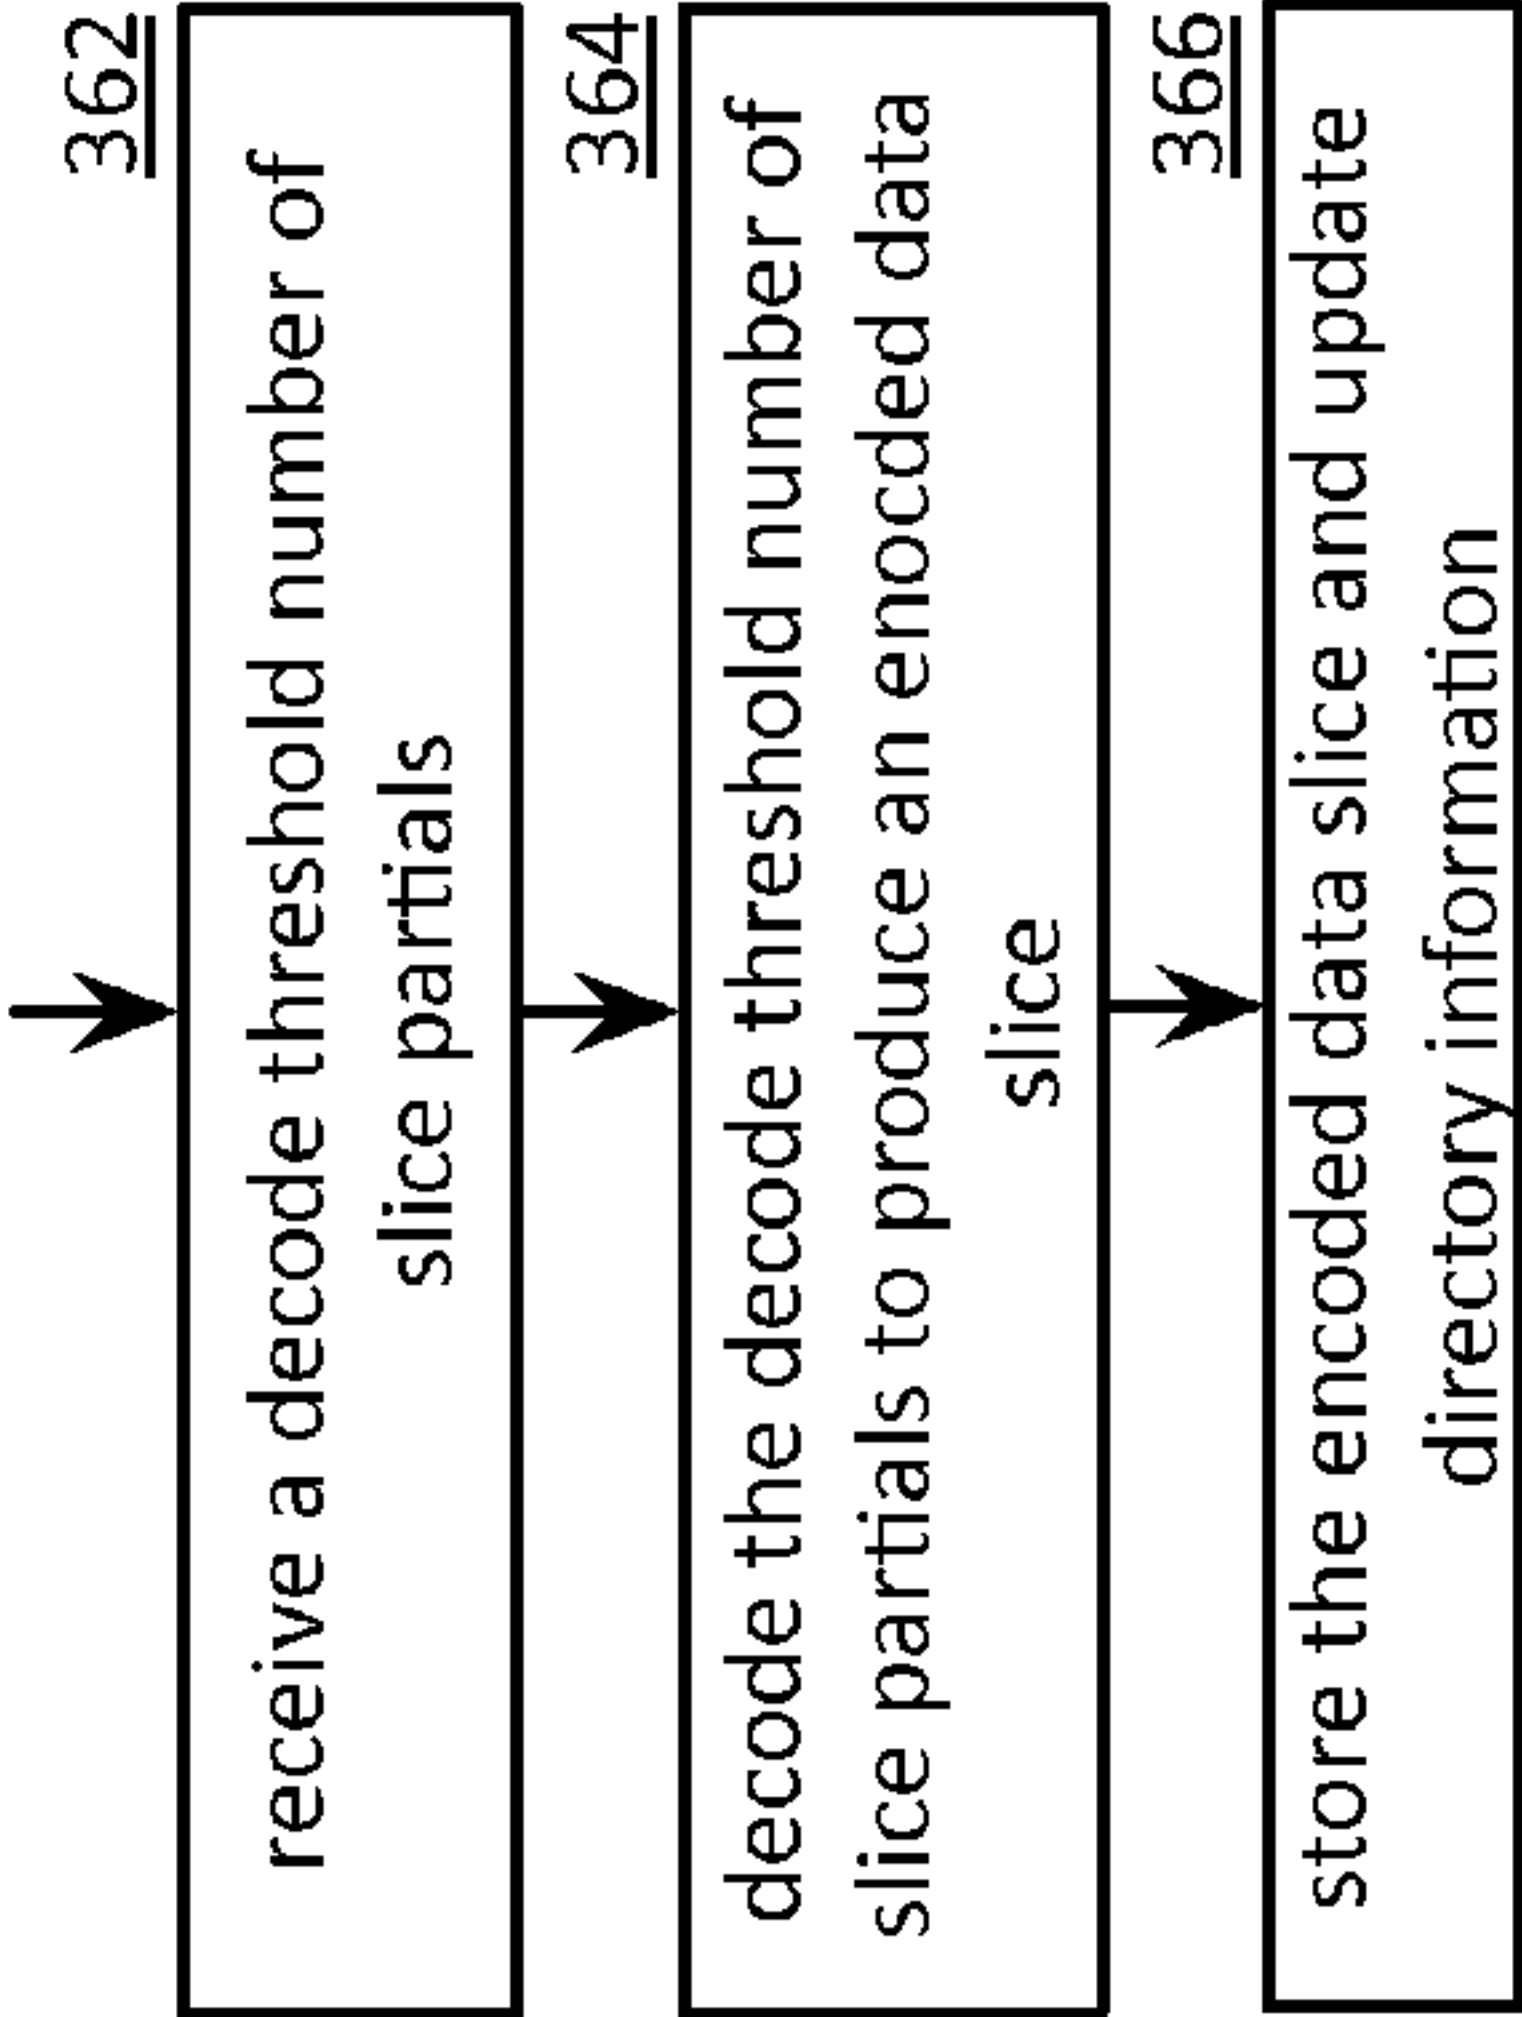 362
receive a decode threshold number of
slice partials
364
decode the decode threshold number of
slice partials to produce an enocded data
slice
366
store the encoded data slice and update
directory information